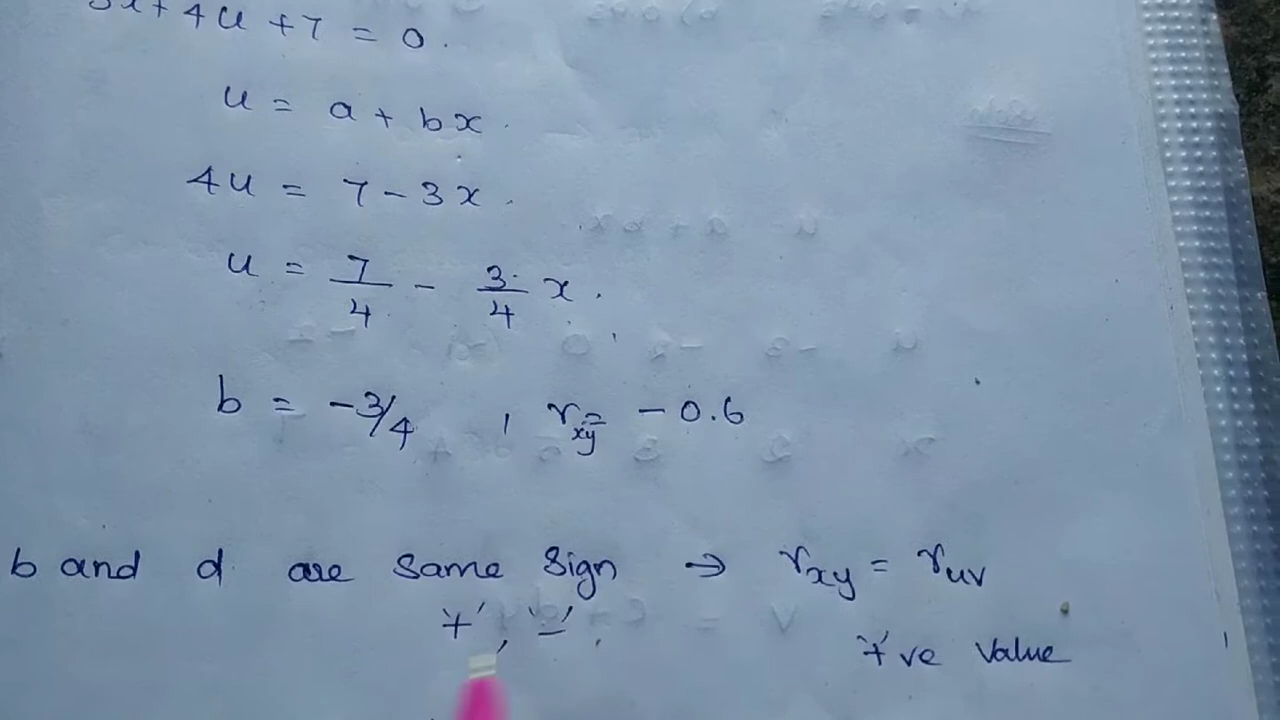 3x + 4u + 7 = 0.
u = a + bx.
4u = 7 - 3x.
u = 7/4 - 3/4 x.
b = -3/4 , r_xy = -0.6
b and d are same sign → r_xy = r_uv
'+', '-'.
'+'ve value